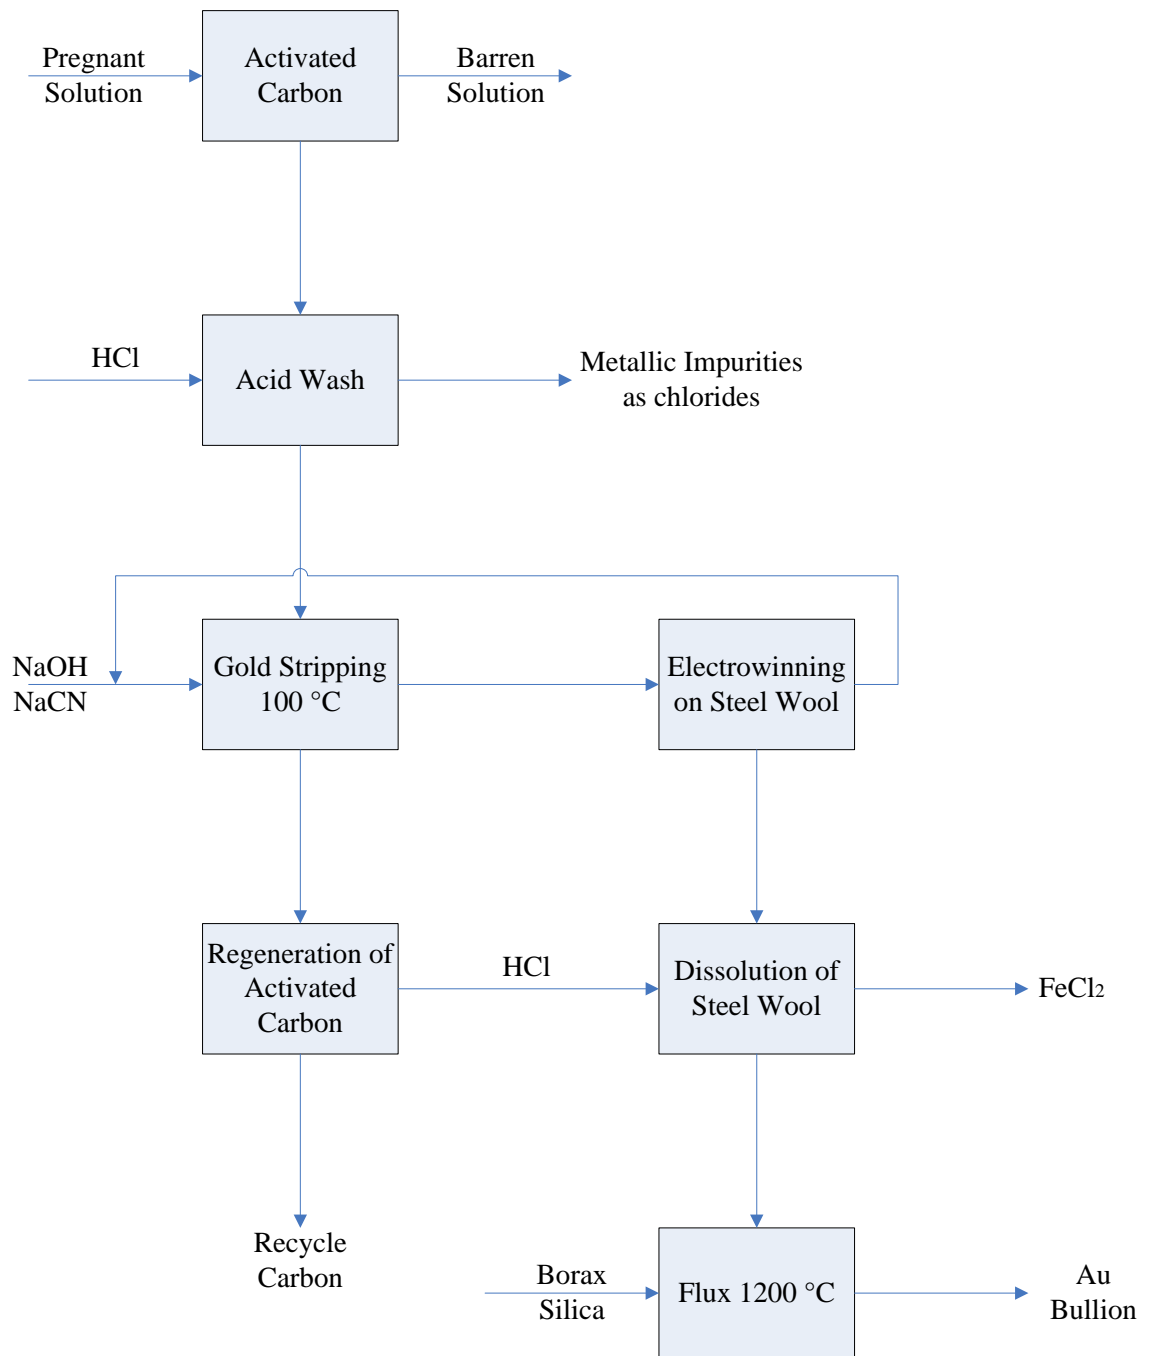 Pregnant
Solution
Activated
Carbon
Barren
Solution
HCl
Acid Wash
Metallic Impurities
as chlorides
NaOH
NaCN
Gold Stripping
100 °C
Electrowinning
on Steel Wool
Regeneration of
Activated
Carbon
HCl
Dissolution of
Steel Wool
FeCl2
Recycle
Carbon
Borax
Silica
Flux 1200 °C
Au
Bullion